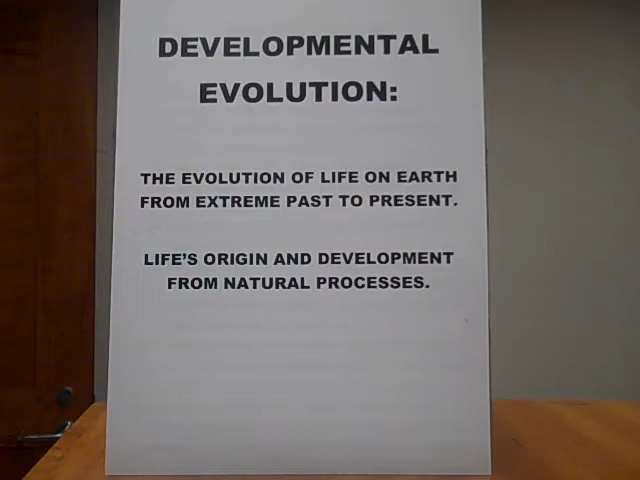 DEVELOPMENTAL
EVOLUTION:
THE EVOLUTION OF LIFE ON EARTH
FROM EXTREME PAST TO PRESENT.
LIFE'S ORIGIN AND DEVELOPMENT
FROM NATURAL PROCESSES.